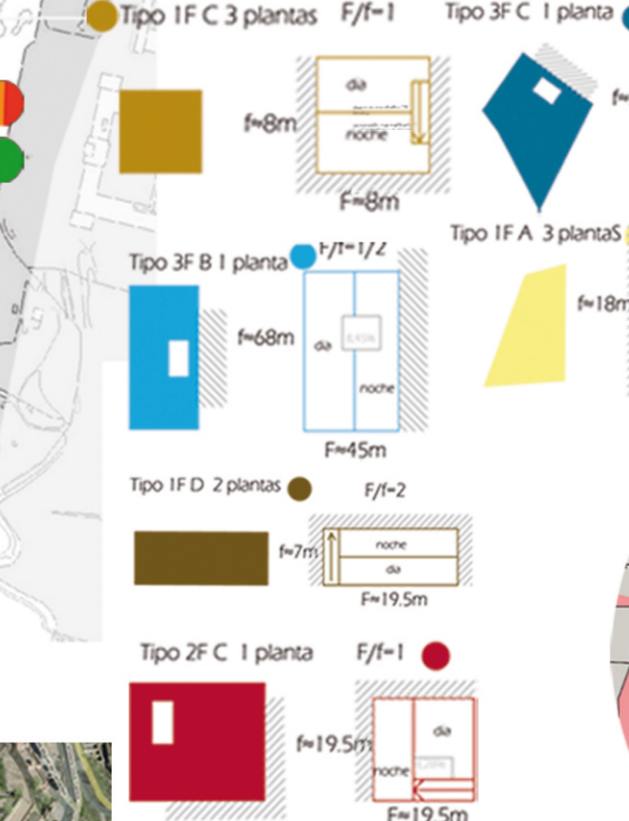 Tipo 1F C 3 plantas F/f=1
dia
noche
f≈8m
F≈8m
Tipo 3F C 1 planta
f≈
Tipo 1F A 3 plantaS
f≈18m
Tipo 3F B 1 planta F/f=1/2
f≈68m
dia
noche
F≈45m
Tipo 1F D 2 plantas F/f=2
f≈7m
noche
dia
F≈19.5m
Tipo 2F C 1 planta F/f=1
f≈19.5m
dia
noche
F≈19.5m